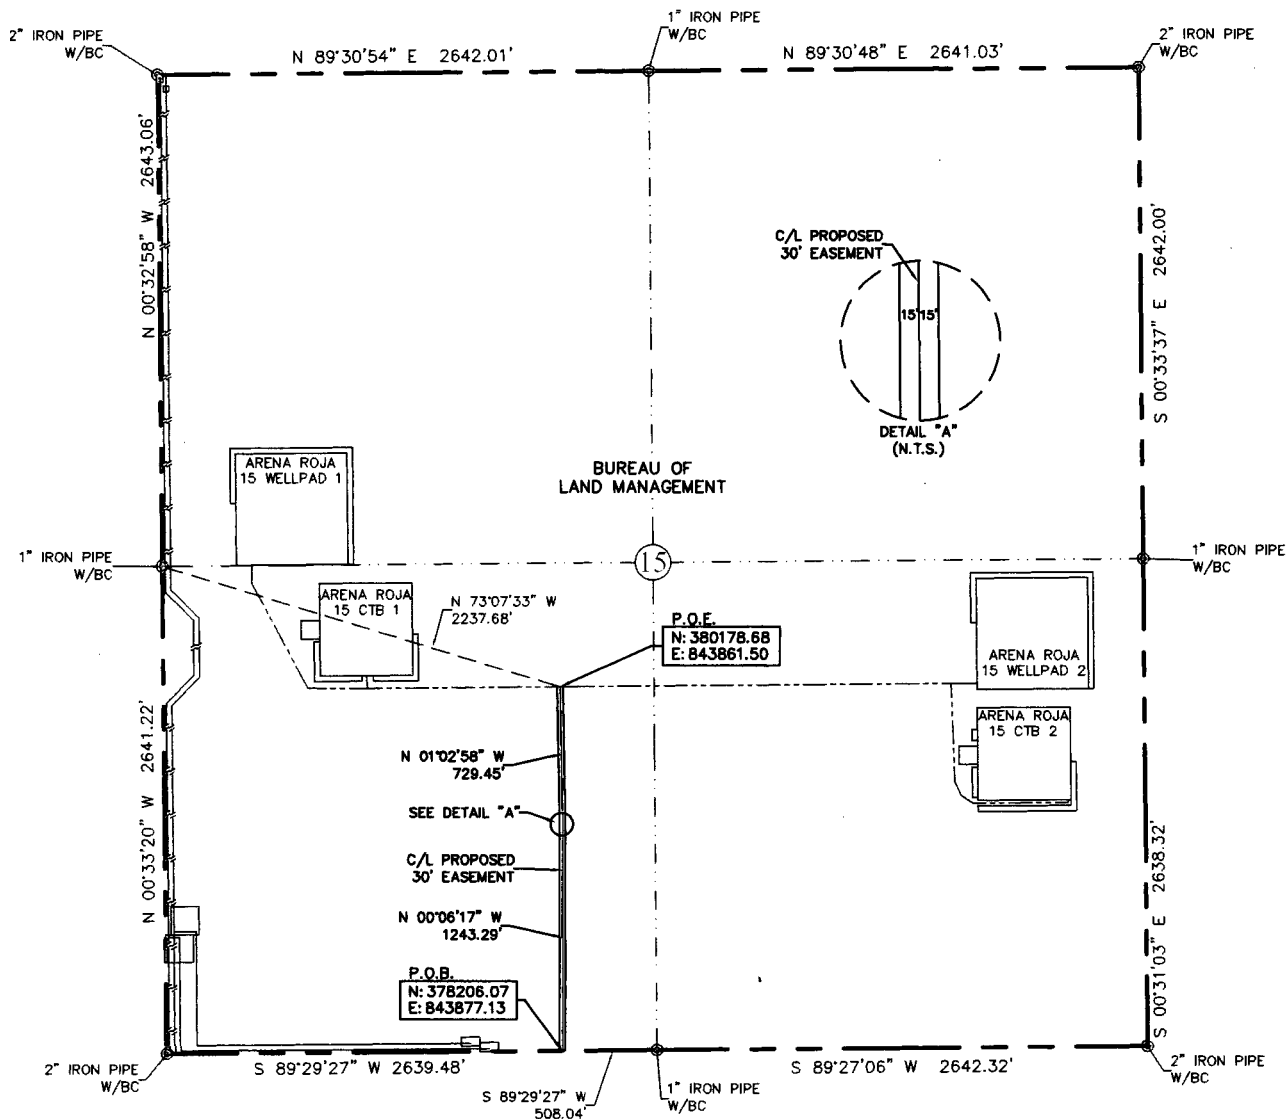 2" IRON PIPE
W/BC
N 89°30'54" E 2642.01'
1" IRON PIPE
W/BC
N 89°30'48" E 2641.03'
2" IRON PIPE
W/BC
N 00°32'58" W 2643.06'
S 00°33'37" E 2642.00'
C/L PROPOSED
30' EASEMENT
15' 15'
DETAIL "A"
(N.T.S.)
ARENA ROJA
15 WELLPAD 1
BUREAU OF
LAND MANAGEMENT
1" IRON PIPE
W/BC
15
1" IRON PIPE
W/BC
ARENA ROJA
15 CTB 1
N 73°07'33" W
2237.68'
P.O.E.
N: 380178.68
E: 843861.50
ARENA ROJA
15 WELLPAD 2
ARENA ROJA
15 CTB 2
N 00°33'20" W 2641.22'
N 01°02'58" W
729.45'
SEE DETAIL "A"
C/L PROPOSED
30' EASEMENT
N 00°06'17" W
1243.29'
S 00°31'03" E 2638.32'
P.O.B.
N: 378206.07
E: 843877.13
2" IRON PIPE
W/BC
S 89°29'27" W 2639.48'
S 89°29'27" W
508.04'
1" IRON PIPE
W/BC
S 89°27'06" W 2642.32'
2" IRON PIPE
W/BC